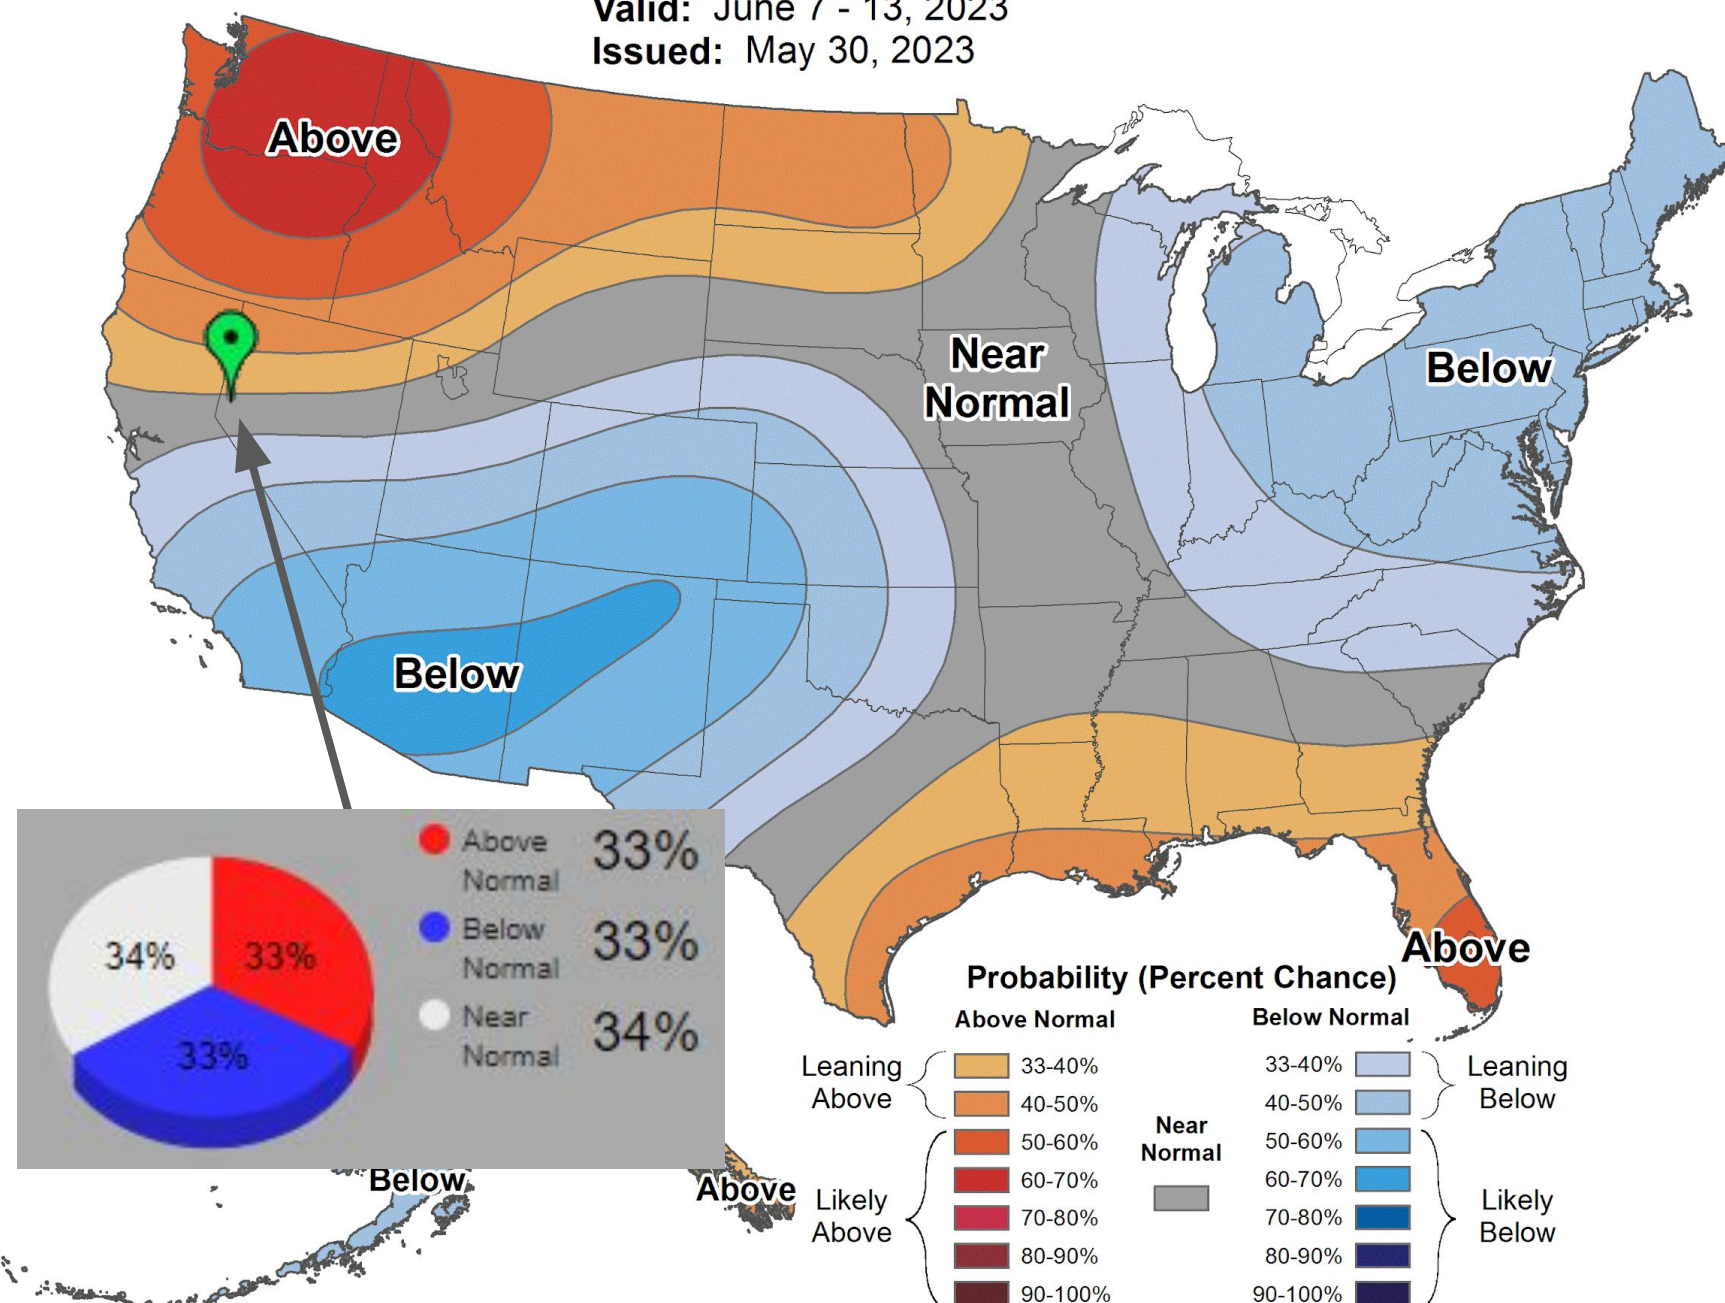 Valid: June 7 - 13, 2023
Issued: May 30, 2023
Above
Near
Normal
Below
Below
Above
Normal
33%
Below
Normal
33%
Near
Normal
34%
34%
33%
33%
Below
Above
Above
Probability (Percent Chance)
Above Normal
Below Normal
Leaning
Above
33-40%
40-50%
Likely
Above
50-60%
60-70%
70-80%
80-90%
90-100%
Near
Normal
33-40%
40-50%
Leaning
Below
50-60%
60-70%
70-80%
80-90%
90-100%
Likely
Below